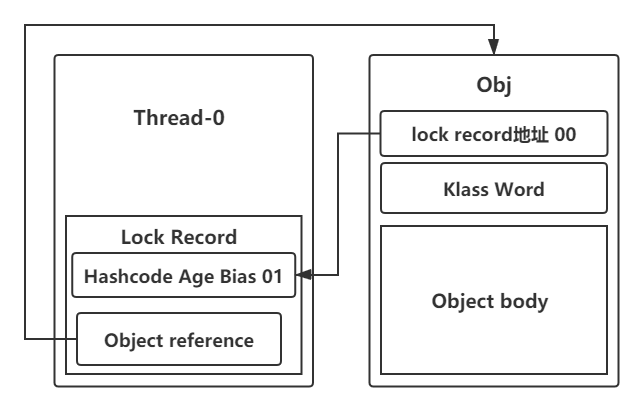 Thread-0
Lock Record
Hashcode Age Bias 01
Object reference
Obj
lock record地址 00
Klass Word
Object body